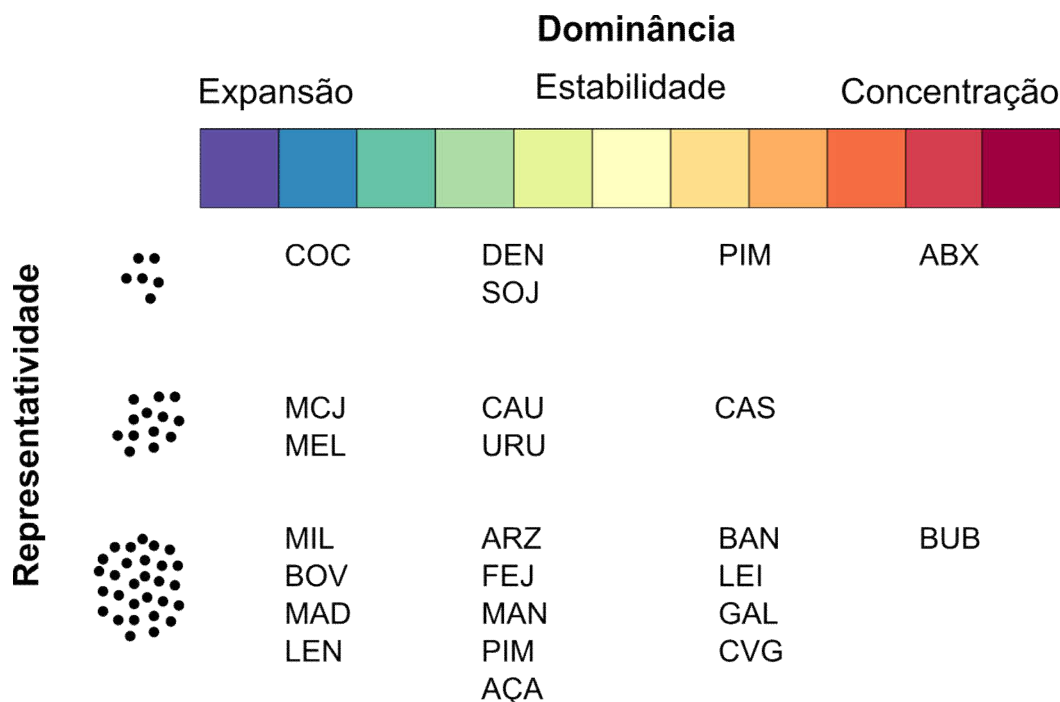 Dominância
Expansão Estabilidade Concentração
Representatividade
COC DEN PIM ABX
SOJ
MCJ CAU CAS
MEL URU
MIL ARZ BAN BUB
BOV FEJ LEI
MAD MAN GAL
LEN PIM CVG
AÇA